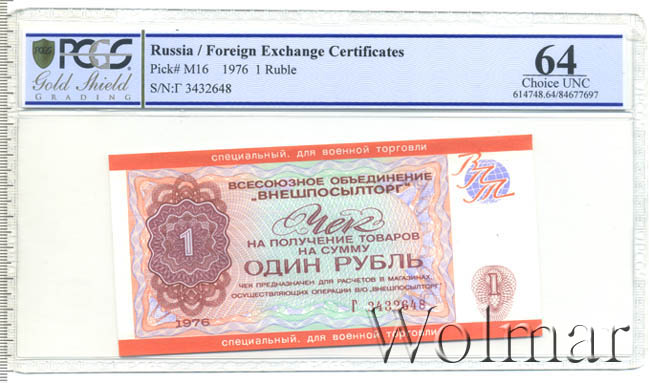 PCGS
Gold Shield
GRADING
Russia / Foreign Exchange Certificates
Pick# M16 1976 1 Ruble
S/N:Г 3432648
64
Choice UNC
614748.64/84677697
специальный. для военной торговли
ВСЕСОЮЗНОЕ ОБЪЕДИНЕНИЕ
„ВНЕШПОСЫЛТОРГ"
ВПТ
Чек
НА ПОЛУЧЕНИЕ ТОВАРОВ
НА СУММУ
ОДИН РУБЛЬ
ЧЕК ПРЕДНАЗНАЧЕН ДЛЯ РАСЧЕТОВ В МАГАЗИНАХ,
ОСУЩЕСТВЛЯЮЩИХ ОПЕРАЦИИ В/О „ВНЕШПОСЫЛТОРГ"
1
1
Г 3432648
1976
специальный. для военной торговли
Wolmar